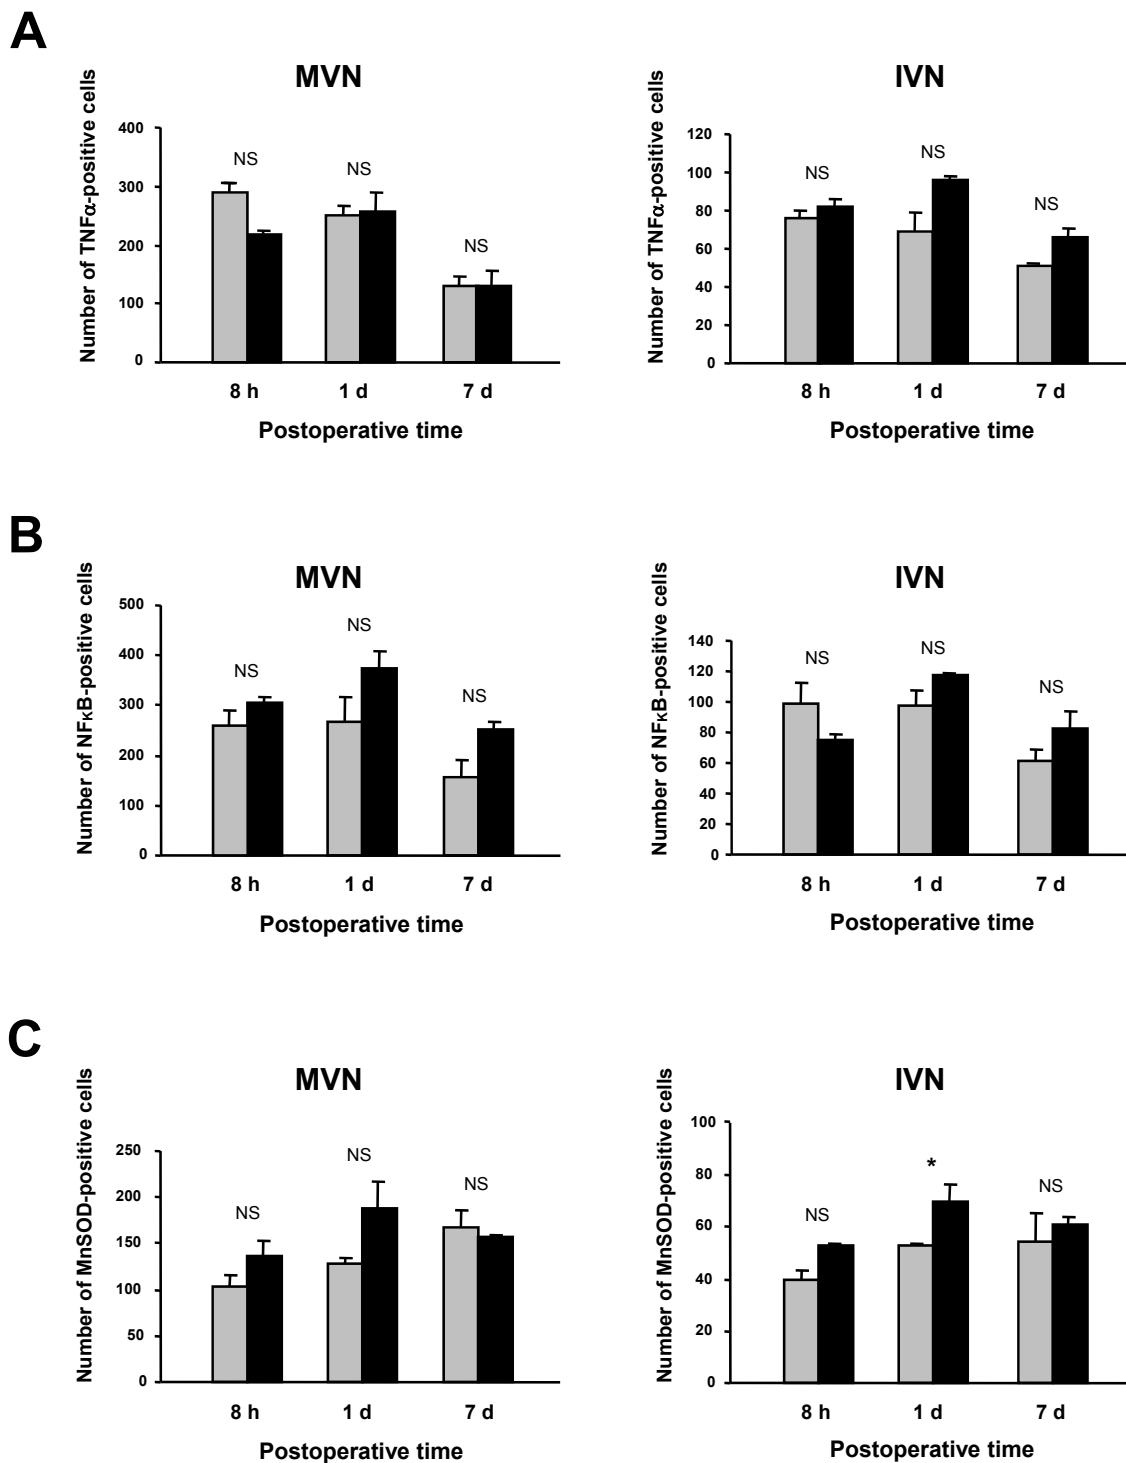 A
MVN
IVN
Number of TNFα-positive cells
400
300
200
100
0
NS
NS
NS
8 h
1 d
7 d
Postoperative time
Number of TNFα-positive cells
120
100
80
60
40
20
0
NS
NS
NS
8 h
1 d
7 d
Postoperative time
B
MVN
IVN
Number of NFκB-positive cells
500
400
300
200
100
0
NS
NS
NS
8 h
1 d
7 d
Postoperative time
Number of NFκB-positive cells
140
120
100
80
60
40
20
0
NS
NS
NS
8 h
1 d
7 d
Postoperative time
C
MVN
IVN
Number of MnSOD-positive cells
250
200
150
100
50
0
NS
NS
NS
8 h
1 d
7 d
Postoperative time
Number of MnSOD-positive cells
100
80
60
40
20
0
NS
*
NS
8 h
1 d
7 d
Postoperative time